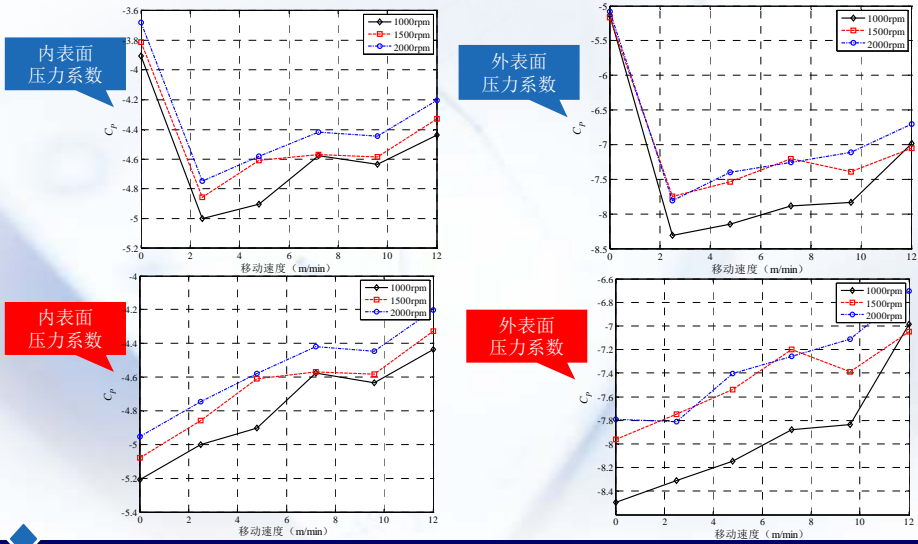 内表面
压力系数
-3.6
-3.8
-4
-4.2
-4.4
-4.6
-4.8
-5
-5.2
C_P
0 2 4 6 8 10 12
移动速度（m/min）
1000rpm
1500rpm
2000rpm
外表面
压力系数
-5
-5.5
-6
-6.5
-7
-7.5
-8
-8.5
C_P
0 2 4 6 8 10 12
移动速度（m/min）
1000rpm
1500rpm
2000rpm
内表面
压力系数
-4
-4.2
-4.4
-4.6
-4.8
-5
-5.2
-5.4
C_P
0 2 4 6 8 10 12
移动速度（m/min）
1000rpm
1500rpm
2000rpm
外表面
压力系数
-6.6
-6.8
-7
-7.2
-7.4
-7.6
-7.8
-8
-8.2
-8.4
C_P
0 2 4 6 8 10 12
移动速度（m/min）
1000rpm
1500rpm
2000rpm